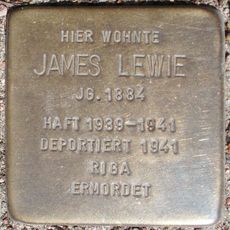 HIER WOHNTE
JAMES LEWIE
JG. 1884
HAFT 1939–1941
DEPORTIERT 1941
RIGA
ERMORDET